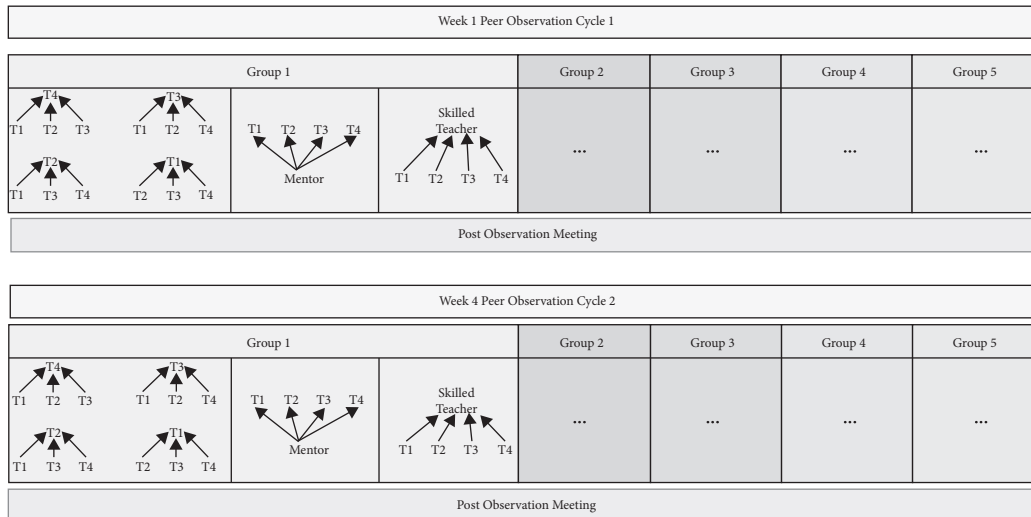 Week 1 Peer Observation Cycle 1
Group 1 Group 2 Group 3 Group 4 Group 5
T4 T3
T1 T2 T3 T1 T2 T4
T2 T1
T1 T3 T4 T2 T3 T4
T1 T2 T3 T4
Mentor
Skilled
Teacher
T1 T2 T3 T4
... ... ... ...
Post Observation Meeting
Week 4 Peer Observation Cycle 2
Group 1 Group 2 Group 3 Group 4 Group 5
T4 T3
T1 T2 T3 T1 T2 T4
T2 T1
T1 T3 T4 T2 T3 T4
T1 T2 T3 T4
Mentor
Skilled
Teacher
T1 T2 T3 T4
... ... ... ...
Post Observation Meeting